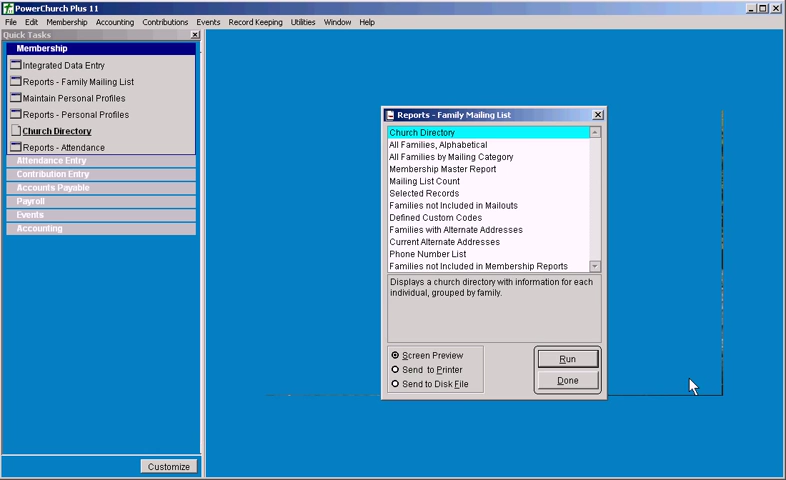 PowerChurch Plus 11
File Edit Membership Accounting Contributions Events Record Keeping Utilities Window Help
Quick Tasks
Membership
Integrated Data Entry
Reports - Family Mailing List
Maintain Personal Profiles
Reports - Personal Profiles
Church Directory
Reports - Attendance
Attendance Entry
Contribution Entry
Accounts Payable
Payroll
Events
Accounting
Customize
Reports - Family Mailing List
Church Directory
All Families, Alphabetical
All Families by Mailing Category
Membership Master Report
Mailing List Count
Selected Records
Families not Included in Mailouts
Defined Custom Codes
Families with Alternate Addresses
Current Alternate Addresses
Phone Number List
Families not Included in Membership Reports
Displays a church directory with information for each
individual, grouped by family.
Screen Preview
Send to Printer
Send to Disk File
Run
Done